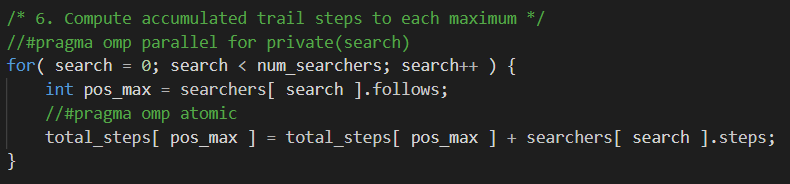 /* 6. Compute accumulated trail steps to each maximum */
//#pragma omp parallel for private(search)
for( search = 0; search < num_searchers; search++ ) {
int pos_max = searchers[ search ].follows;
//#pragma omp atomic
total_steps[ pos_max ] = total_steps[ pos_max ] + searchers[ search ].steps;
}